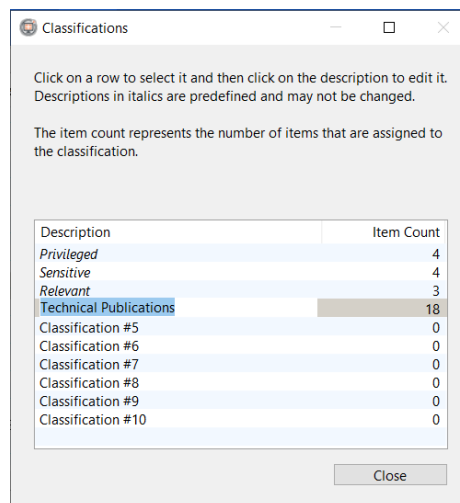 Classifications
Click on a row to select it and then click on the description to edit it.
Descriptions in italics are predefined and may not be changed.
The item count represents the number of items that are assigned to
the classification.
Description Item Count
Privileged 4
Sensitive 4
Relevant 3
Technical Publications 18
Classification #5 0
Classification #6 0
Classification #7 0
Classification #8 0
Classification #9 0
Classification #10 0
Close